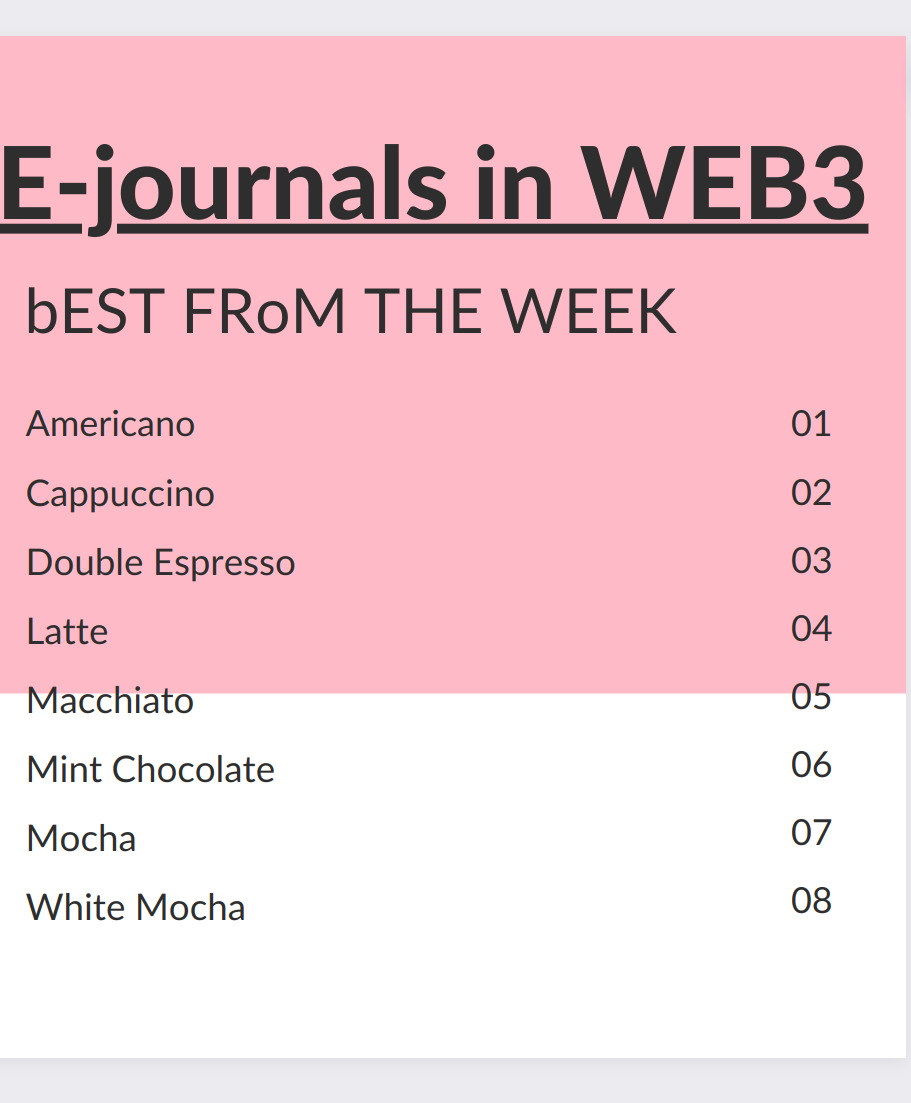 E-journals in WEB3
bEST FRoM THE WEEK
Americano 01
Cappuccino 02
Double Espresso 03
Latte 04
Macchiato 05
Mint Chocolate 06
Mocha 07
White Mocha 08